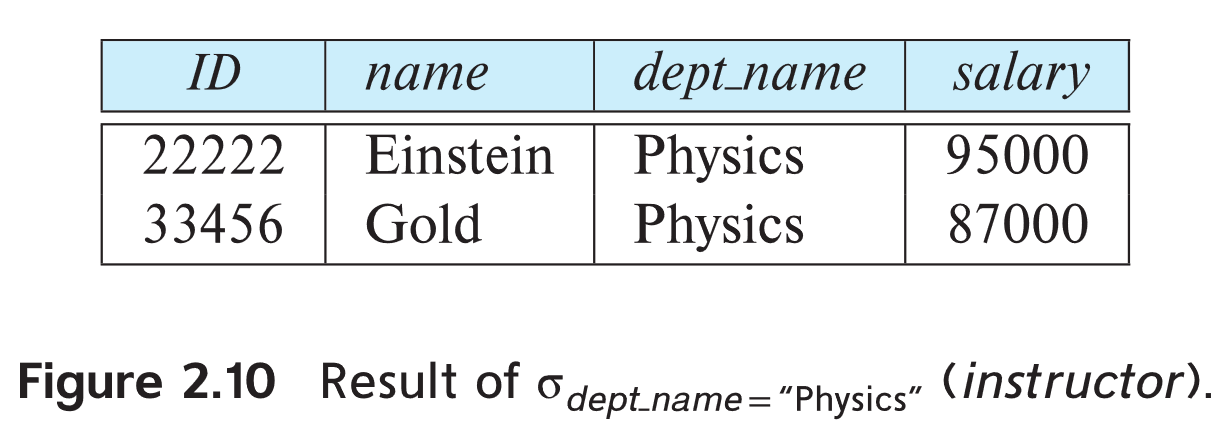 ID name dept_name salary
22222 Einstein Physics 95000
33456 Gold Physics 87000
Figure 2.10 Result of σ dept_name = “Physics” (instructor).